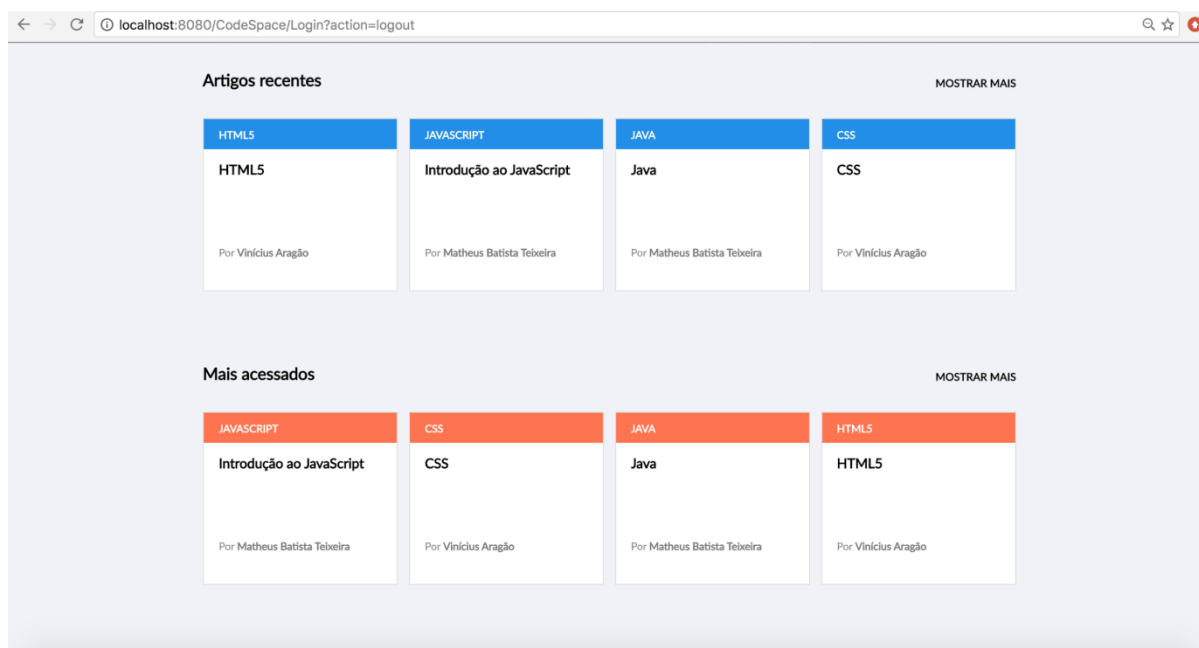 localhost:8080/CodeSpace/Login?action=logout
Artigos recentes
MOSTRAR MAIS
HTML5
JAVASCRIPT
JAVA
CSS
HTML5
Introdução ao JavaScript
Java
CSS
Por Vinícius Aragão
Por Matheus Batista Teixeira
Por Matheus Batista Teixeira
Por Vinícius Aragão
Mais acessados
MOSTRAR MAIS
JAVASCRIPT
CSS
JAVA
HTML5
Introdução ao JavaScript
CSS
Java
HTML5
Por Matheus Batista Teixeira
Por Vinícius Aragão
Por Matheus Batista Teixeira
Por Vinícius Aragão